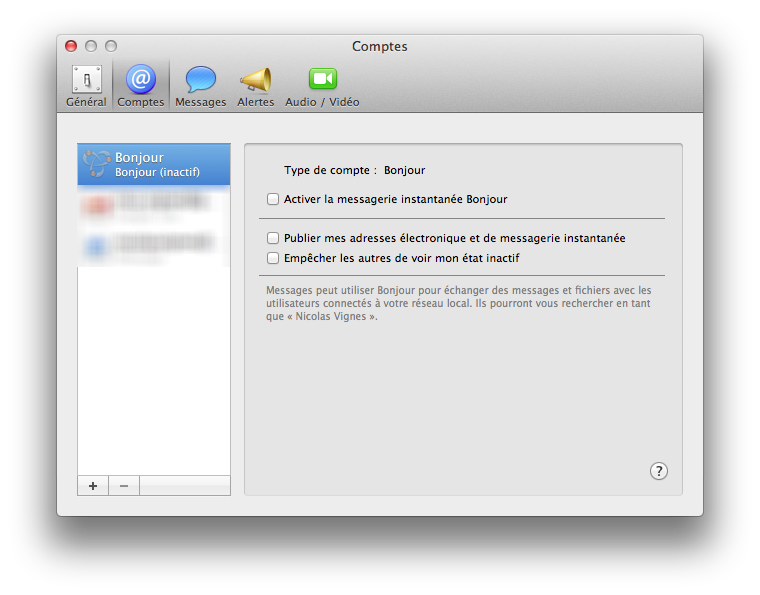 Comptes
Général
Comptes
Messages
Alertes
Audio / Vidéo
Bonjour
Bonjour (inactif)
Type de compte : Bonjour
Activer la messagerie instantanée Bonjour
Publier mes adresses électronique et de messagerie instantanée
Empêcher les autres de voir mon état inactif
Messages peut utiliser Bonjour pour échanger des messages et fichiers avec les
utilisateurs connectés à votre réseau local. Ils pourront vous rechercher en tant
que « Nicolas Vignes ».
?